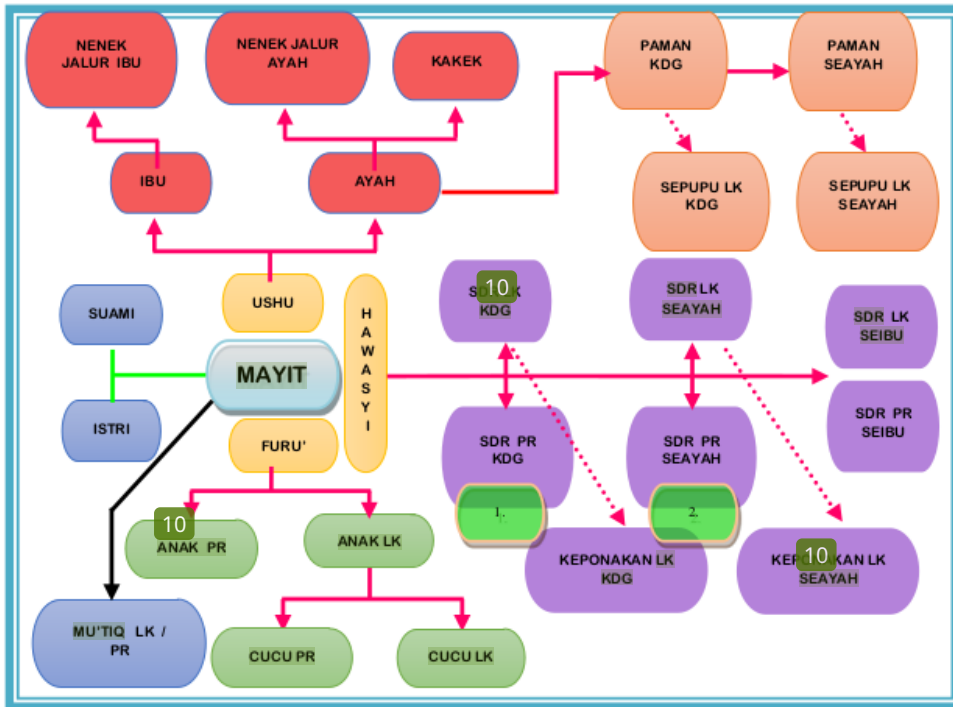 NENEK
JALUR IBU
NENEK JALUR
AYAH
KAKEK
PAMAN
KDG
PAMAN
SEAYAH
IBU
AYAH
SEPUPU LK
KDG
SEPUPU LK
SEAYAH
SUAMI
USHU
HAWASYI
10
KDG
SDR LK
SEAYAH
SDR LK
SEIBU
MAYIT
ISTRI
FURU'
SDR PR
KDG
SDR PR
SEAYAH
SDR PR
SEIBU
1.
2.
10
ANAK PR
ANAK LK
KEPONAKAN LK
KDG
10
KEPONAKAN LK
SEAYAH
MU'TIQ LK /
PR
CUCU PR
CUCU LK